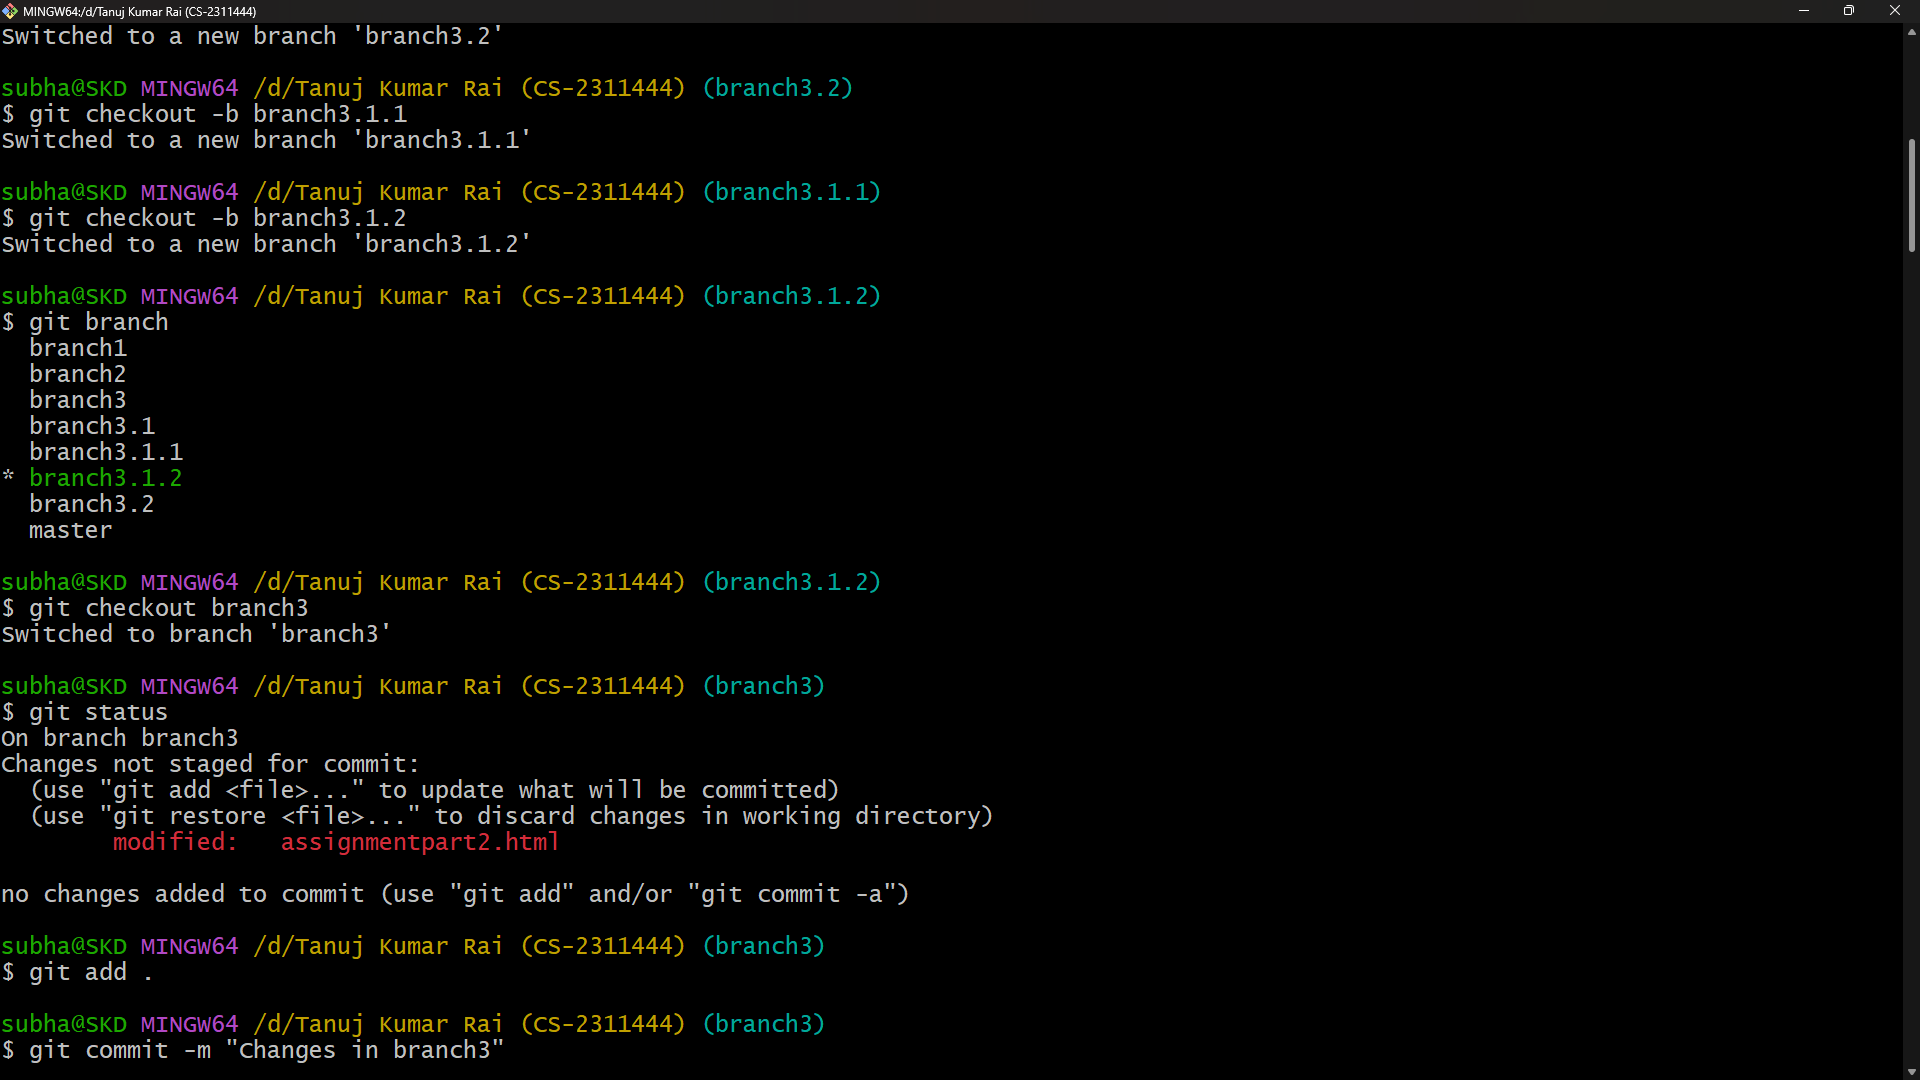 MINGW64:/d/Tanuj Kumar Rai (CS-2311444)
Switched to a new branch 'branch3.2'
subha@SKD MINGW64 /d/Tanuj Kumar Rai (CS-2311444) (branch3.2)
$ git checkout -b branch3.1.1
Switched to a new branch 'branch3.1.1'
subha@SKD MINGW64 /d/Tanuj Kumar Rai (CS-2311444) (branch3.1.1)
$ git checkout -b branch3.1.2
Switched to a new branch 'branch3.1.2'
subha@SKD MINGW64 /d/Tanuj Kumar Rai (CS-2311444) (branch3.1.2)
$ git branch
branch1
branch2
branch3
branch3.1
branch3.1.1
* branch3.1.2
branch3.2
master
subha@SKD MINGW64 /d/Tanuj Kumar Rai (CS-2311444) (branch3.1.2)
$ git checkout branch3
Switched to branch 'branch3'
subha@SKD MINGW64 /d/Tanuj Kumar Rai (CS-2311444) (branch3)
$ git status
On branch branch3
Changes not staged for commit:
(use "git add <file>..." to update what will be committed)
(use "git restore <file>..." to discard changes in working directory)
modified:   assignmentpart2.html
no changes added to commit (use "git add" and/or "git commit -a")
subha@SKD MINGW64 /d/Tanuj Kumar Rai (CS-2311444) (branch3)
$ git add .
subha@SKD MINGW64 /d/Tanuj Kumar Rai (CS-2311444) (branch3)
$ git commit -m "Changes in branch3"